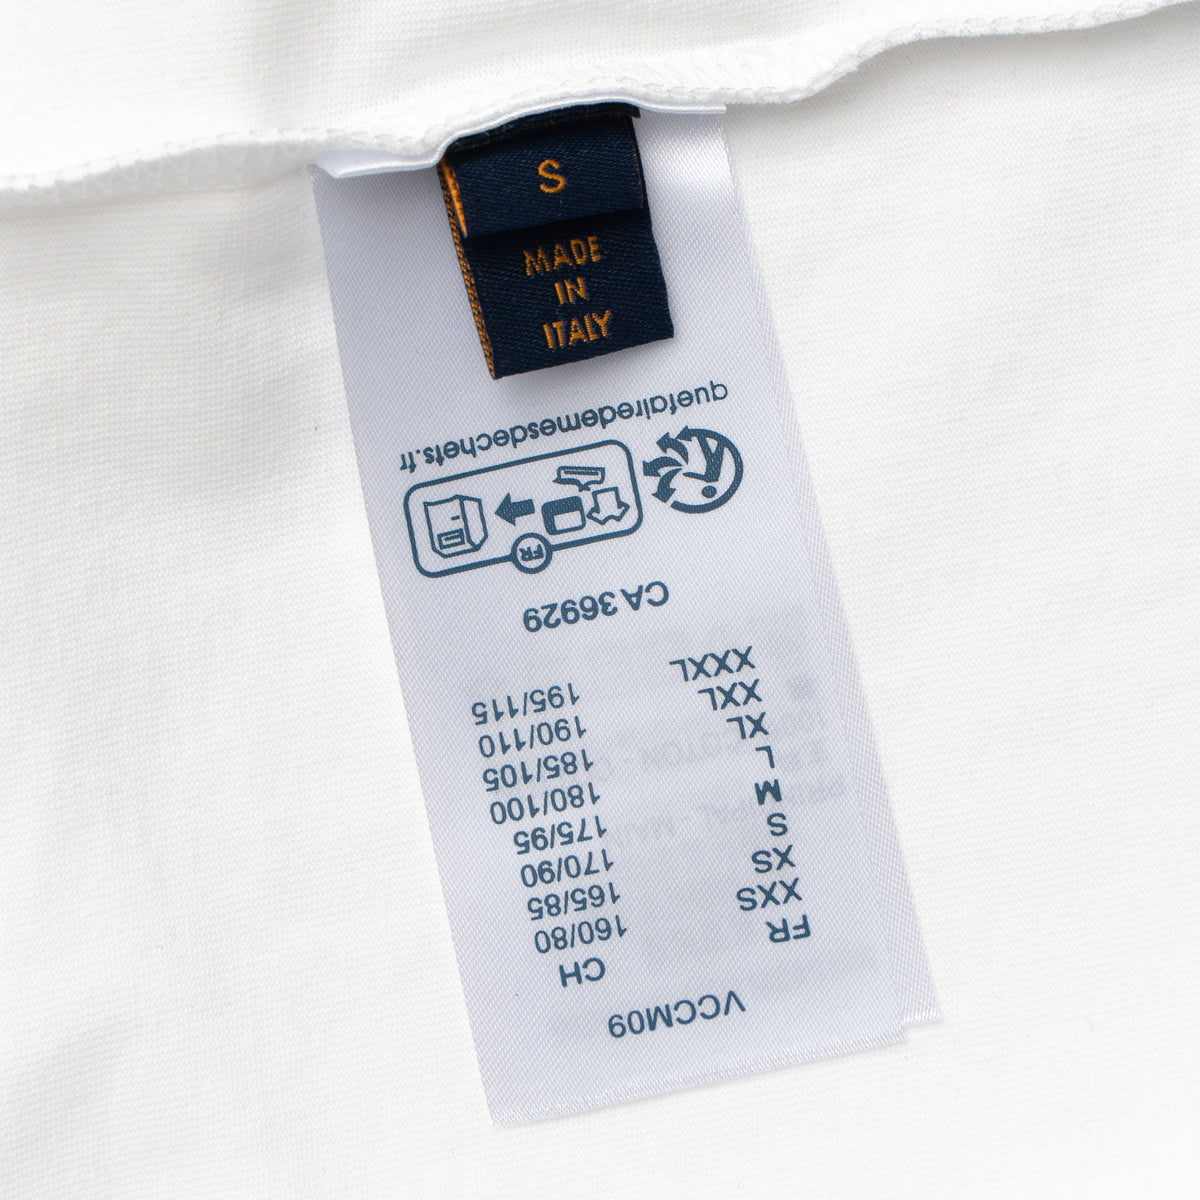 S
MADE
IN
ITALY
VCCM09
FR CH
XXS 160/80
XS 165/85
S 170/90
M 175/95
L 180/100
XL 185/105
XXL 190/110
XXXL 195/115
CA 36929
FR
quefairedemesdechets.fr